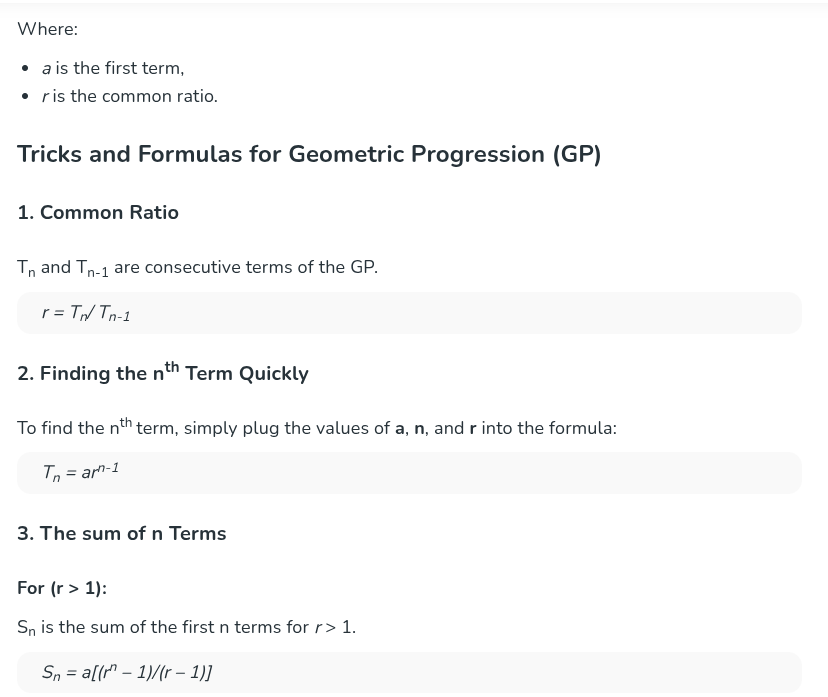 Where:
• a is the first term,
• r is the common ratio.
Tricks and Formulas for Geometric Progression (GP)
1. Common Ratio
Tₙ and Tₙ₋₁ are consecutive terms of the GP.
r = Tₙ/ Tₙ₋₁
2. Finding the nᵗʰ Term Quickly
To find the nᵗʰ term, simply plug the values of a, n, and r into the formula:
Tₙ = arⁿ⁻¹
3. The sum of n Terms
For (r > 1):
Sₙ is the sum of the first n terms for r > 1.
Sₙ = a[(rⁿ – 1)/(r – 1)]